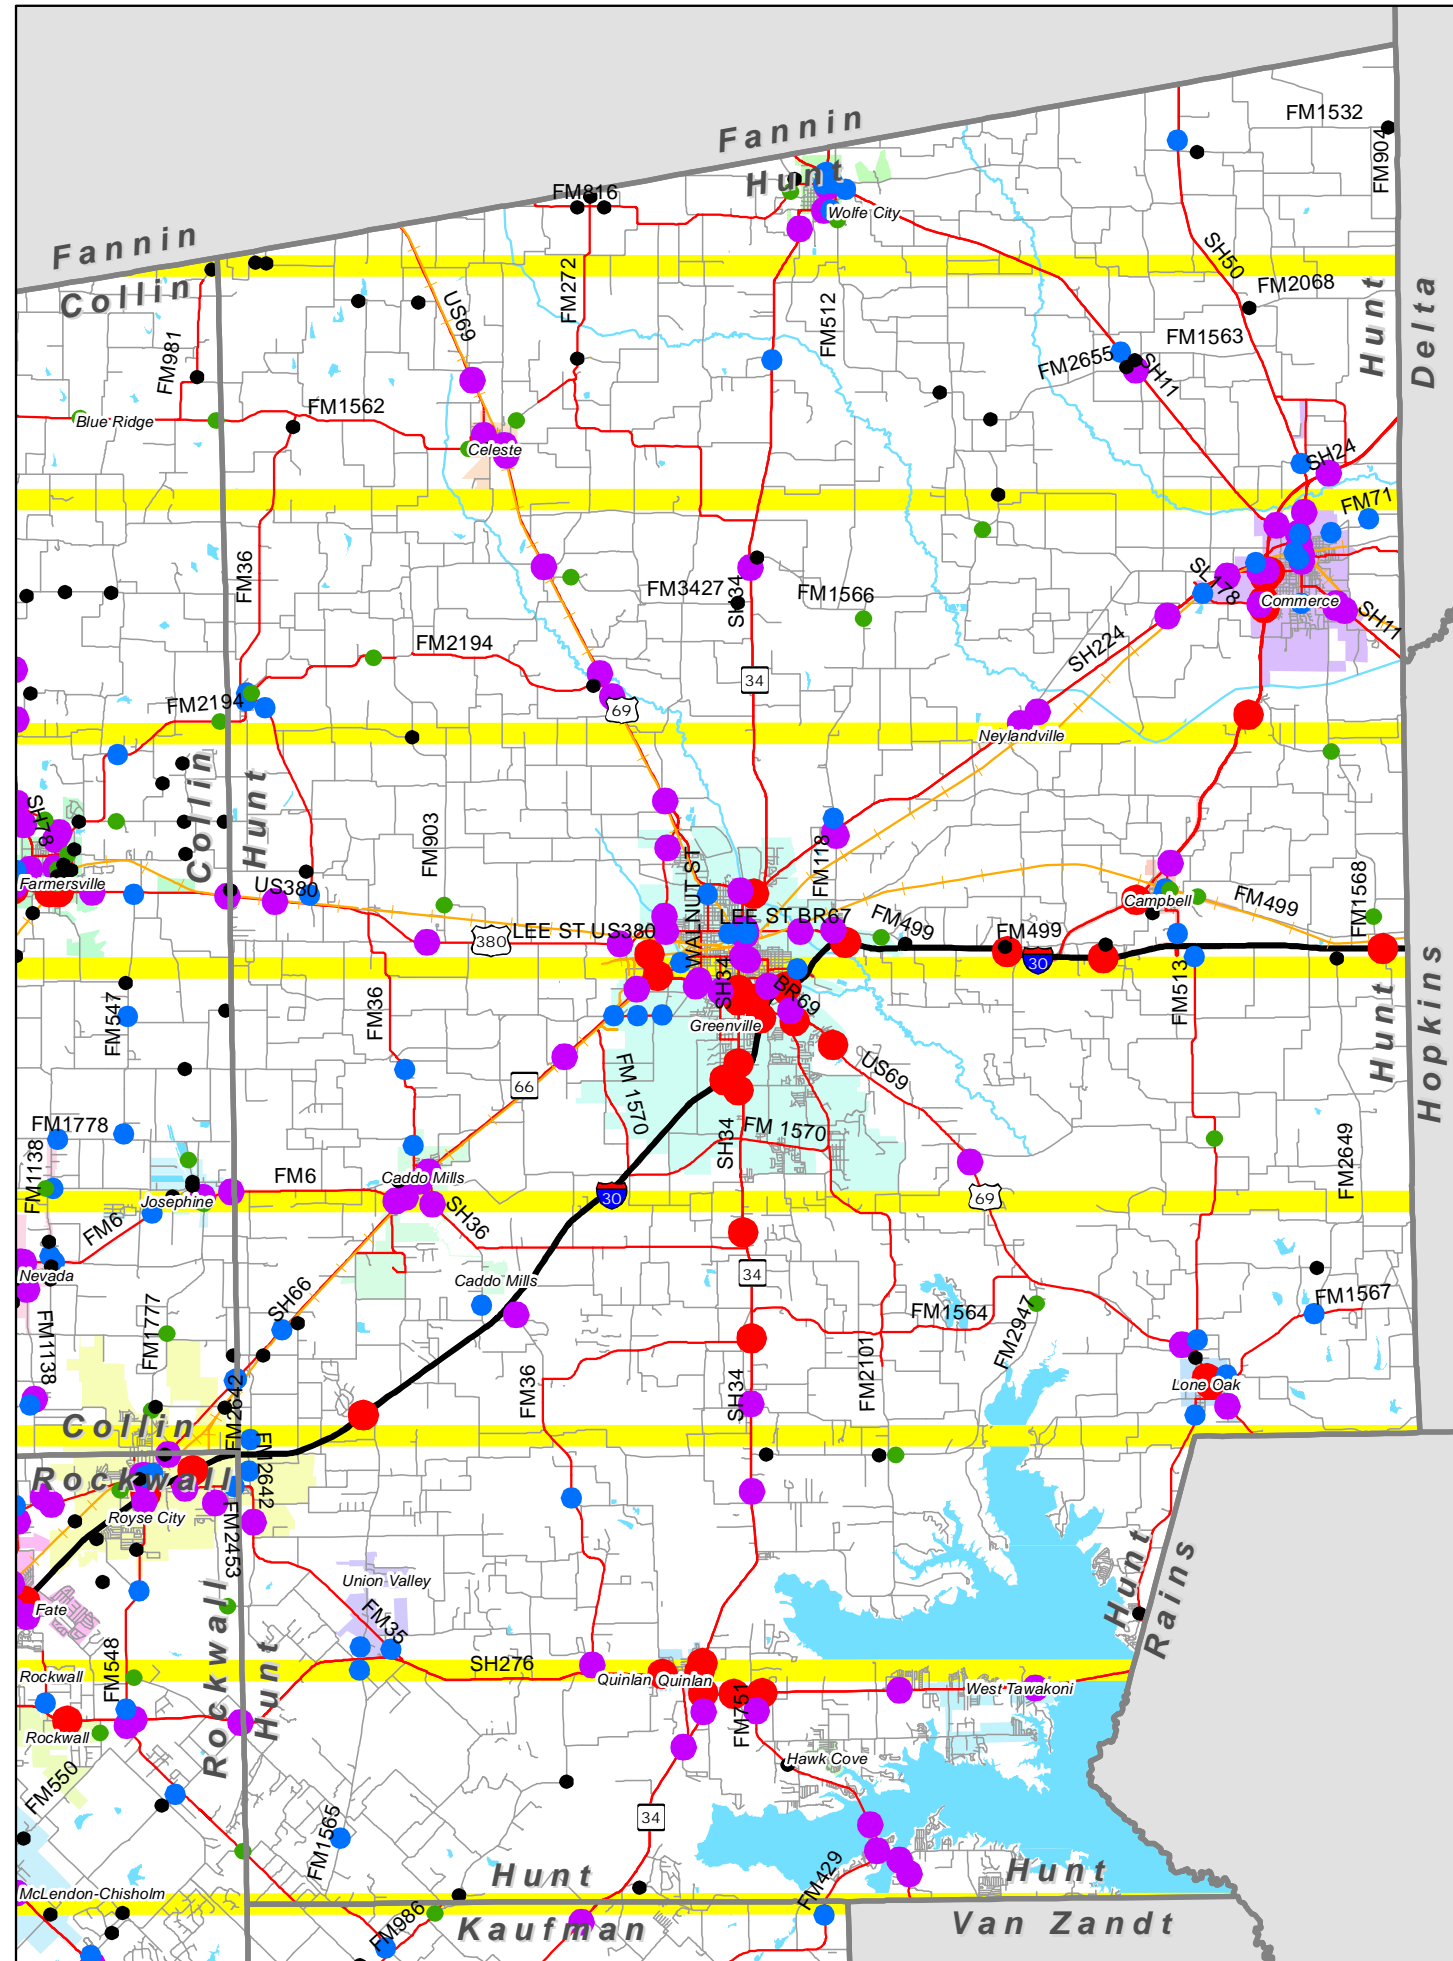 Fannin
Hunt
FM1532
FM904
FM816
Wolfe City
Fannin
Collin
SH50
FM272
FM2068
Hunt
Delta
US69
FM512
FM1563
FM981
FM2655
SH11
FM1562
Blue Ridge
Celeste
SH24
FM71
FM36
FM3427
SH34
FM1566
SL178
Commerce
SH11
FM2194
SH224
34
FM2194
69
Neylandville
Collin
Hunt
SH78
FM903
FM118
WALNUT ST
Farmersville
US380
FM1568
Campbell
FM499
LEE ST BR67
FM499
FM499
380
LEE ST US380
30
Hopkins
SH34
BR69
FM513
FM547
FM36
Greenville
Hunt
US69
66
FM 1570
FM1778
SH34
FM 1570
FM1138
FM6
Caddo Mills
FM2649
Josephine
30
69
FM6
SH36
Nevada
34
Caddo Mills
SH66
FM1567
FM1564
FM2947
FM1777
FM1138
FM2101
FM36
SH34
Lone Oak
FM2642
Collin
Rockwall
FM2642
Royse City
FM2453
Hunt
Rains
Union Valley
Fate
FM35
Rockwall
Hunt
SH276
Rockwall
Quinlan
Quinlan
West Tawakoni
FM548
FM751
Rockwall
Hawk Cove
FM550
34
FM1565
FM429
Hunt
Hunt
McLendon-Chisholm
FM986
Kaufman
Van Zandt